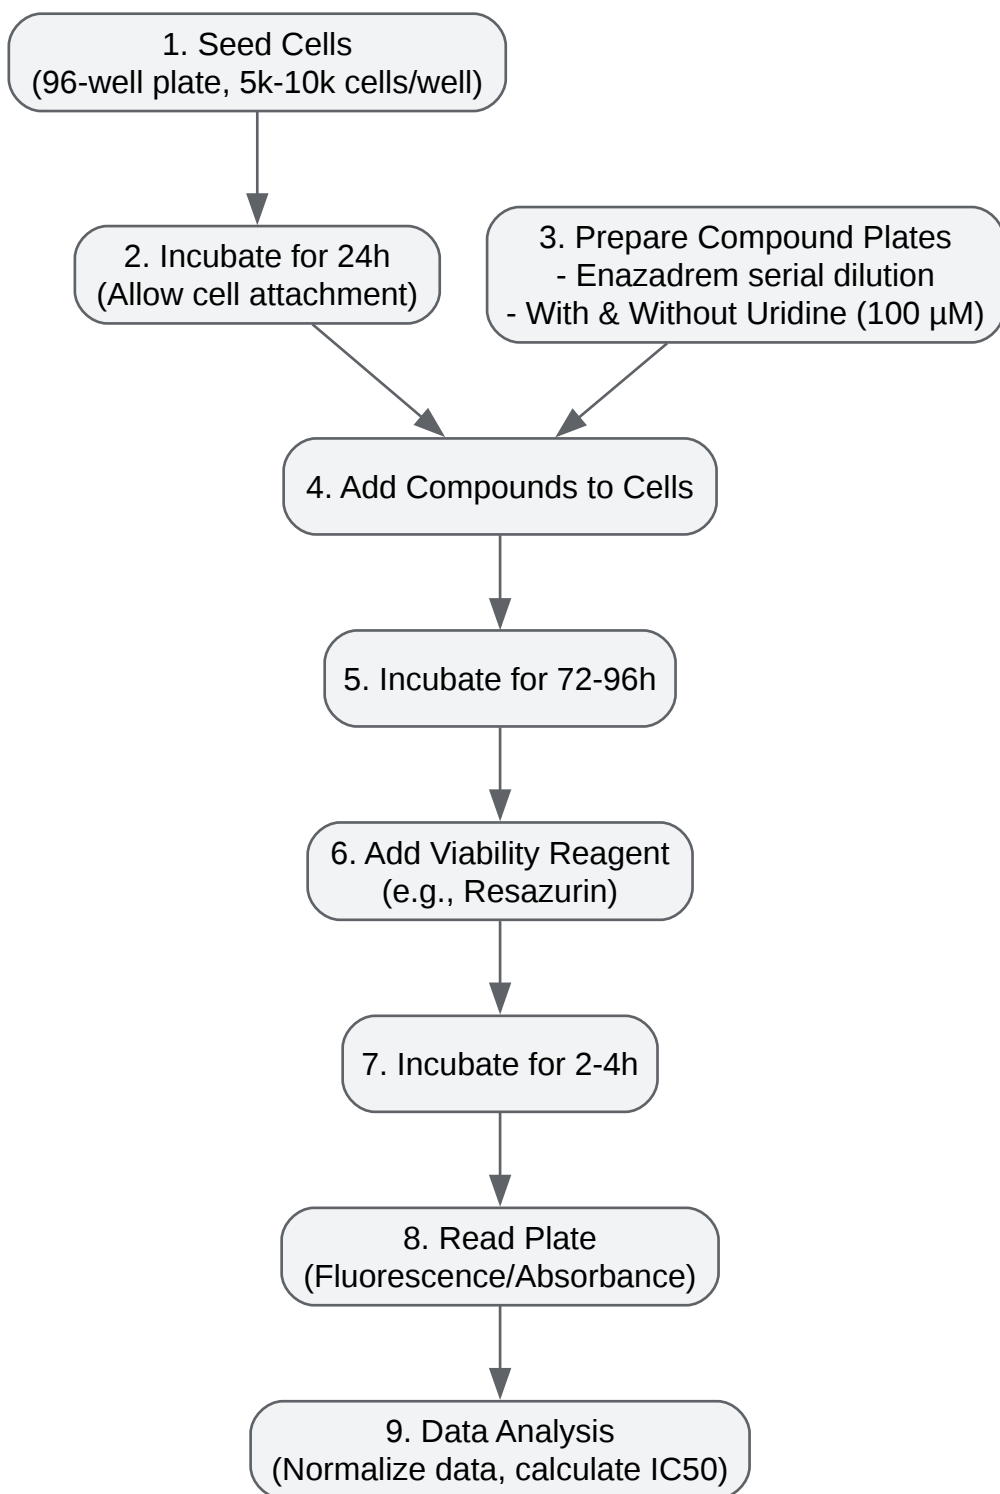 1. Seed Cells
(96-well plate, 5k-10k cells/well)
2. Incubate for 24h
(Allow cell attachment)
3. Prepare Compound Plates
- Enazadrem serial dilution
- With & Without Uridine (100 µM)
4. Add Compounds to Cells
5. Incubate for 72-96h
6. Add Viability Reagent
(e.g., Resazurin)
7. Incubate for 2-4h
8. Read Plate
(Fluorescence/Absorbance)
9. Data Analysis
(Normalize data, calculate IC50)